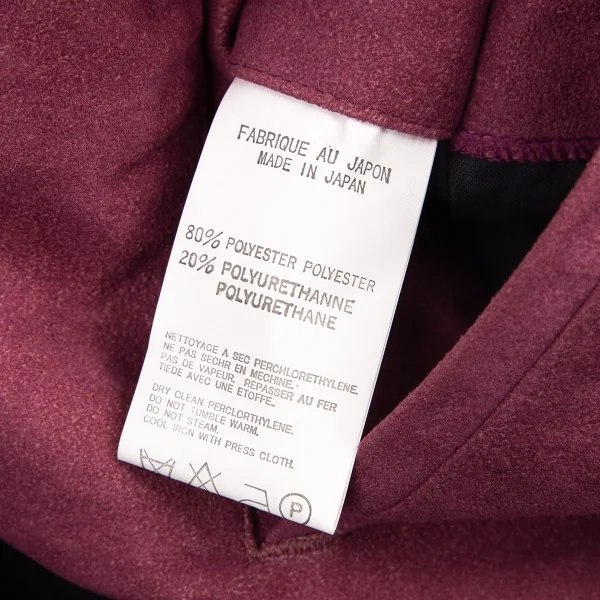 FABRIQUE AU JAPON
MADE IN JAPAN
80% POLYESTER POLYESTER
20% POLYURETHANNE
POLYURETHANE
NETTOYAGE A SEC PERCHLORETHYLENE.
NE PAS SECHR EN MECHINE.
PAS DE VAPEUR. REPASSER AU FER
TIEDE AVEC UNE ETOFFE.
DRY CLEAN PERCLORTHYLENE.
DO NOT TUMBLE WARM.
DO NOT STEAM.
COOL IRON WITH PRESS CLOTH.
P